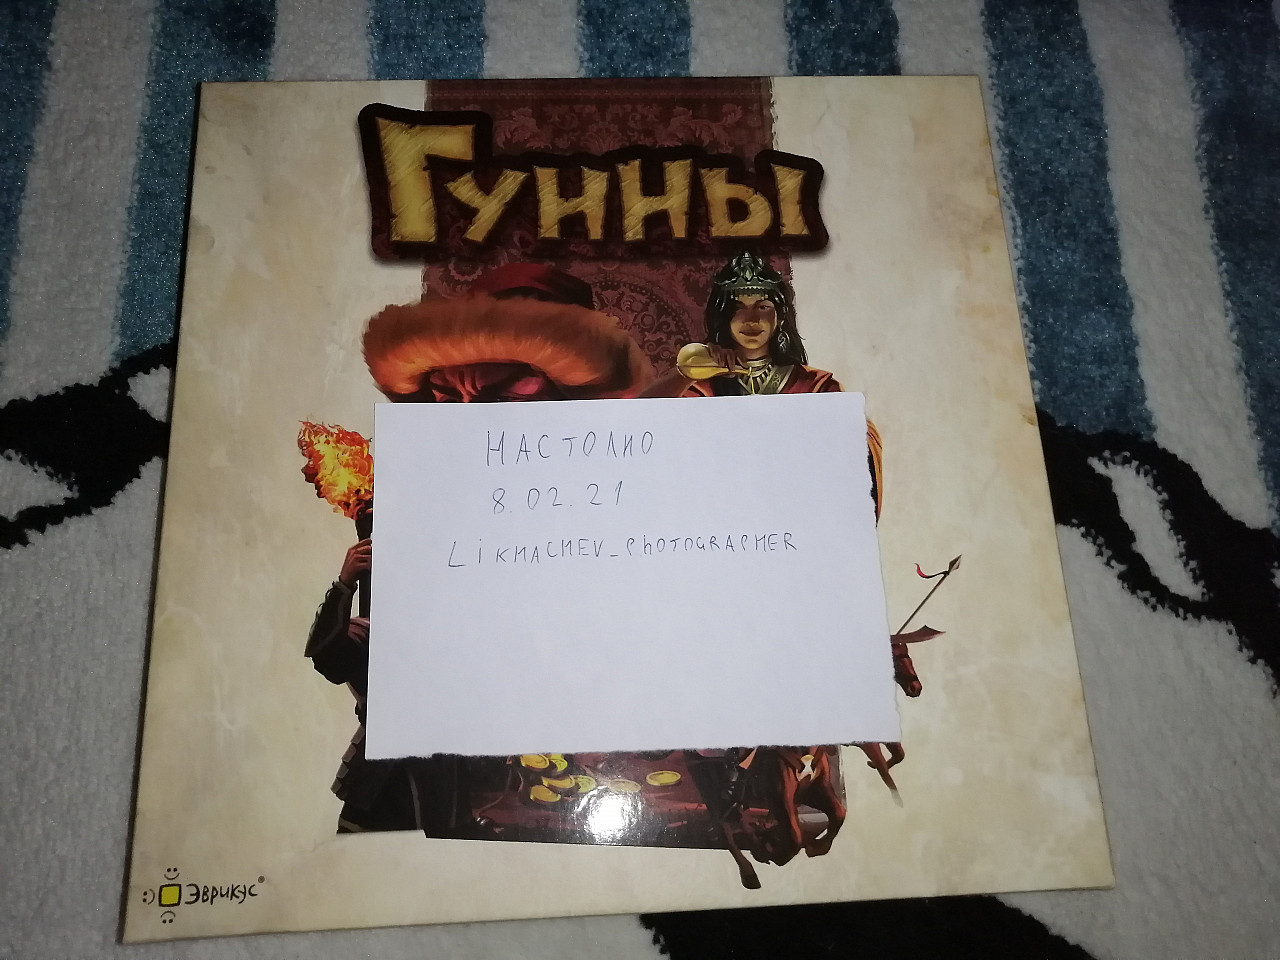 Гунны
НАСТОЛИО
8.02.21
LiKHACHEV_PhOTOGRAPHER
Эврикус®